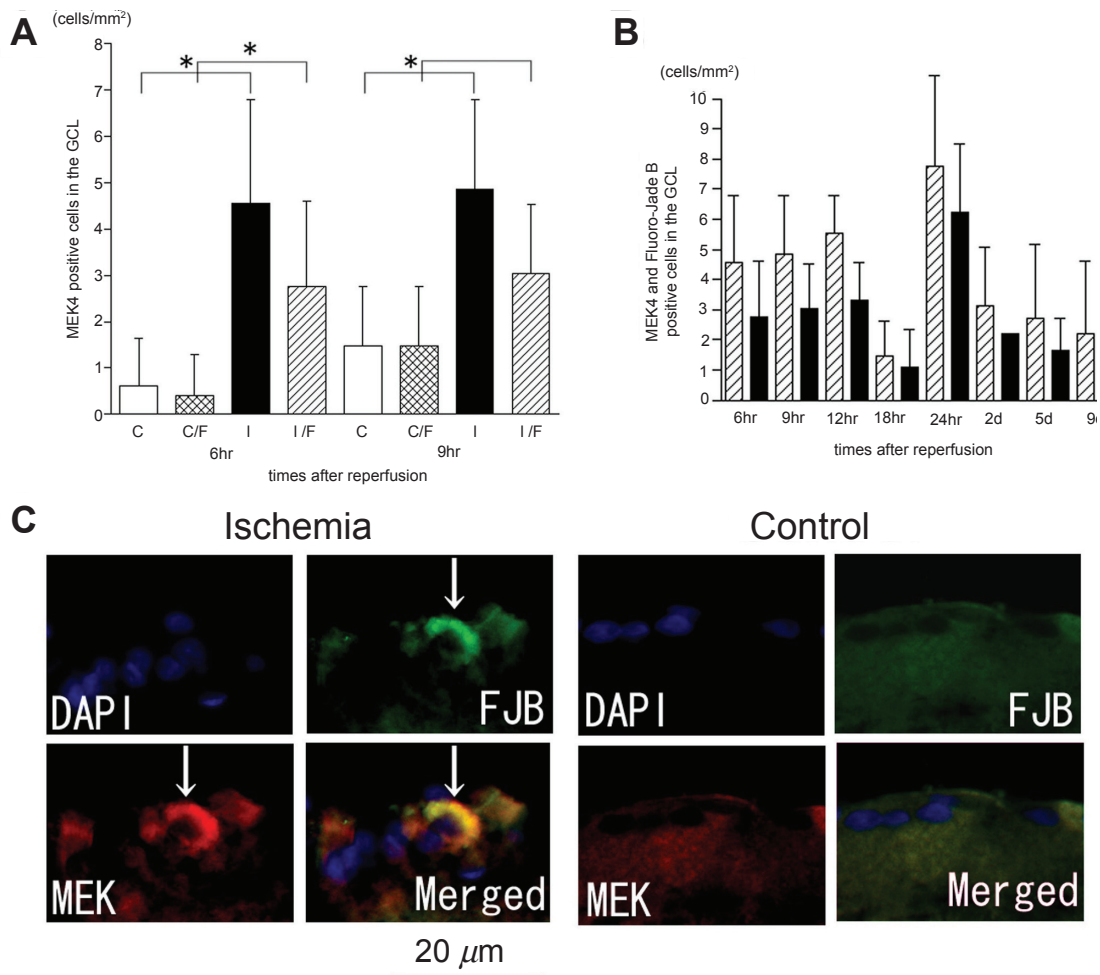 A
(cells/mm²)
MEK4 positive cells in the GCL
8
7
6
5
4
3
2
1
0
* * *
C C/F I I /F C C/F I I /F
6hr 9hr
times after reperfusion
B
(cells/mm²)
MEK4 and Fluoro-Jade B
positive cells in the GCL
10
9
8
7
6
5
4
3
2
1
0
6hr 9hr 12hr 18hr 24hr 2d 5d
times after reperfusion
C
Ischemia Control
DAPI FJB DAPI FJB
MEK Merged MEK Merged
20 μm